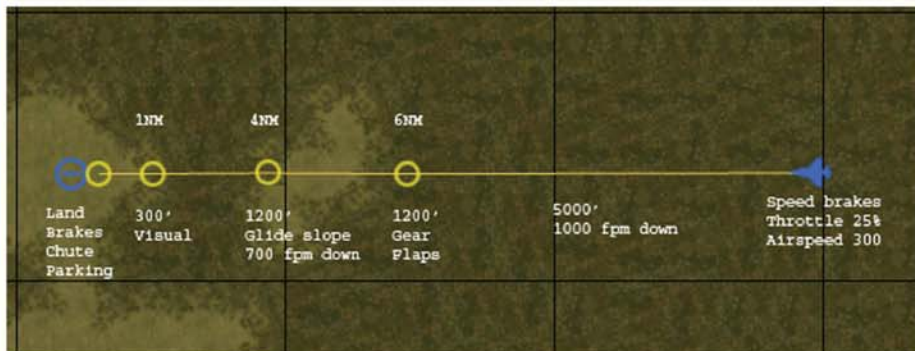 1NM
4NM
6NM
Land
Brakes
Chute
Parking
300'
Visual
1200'
Glide slope
700 fpm down
1200'
Gear
Flaps
5000'
1000 fpm down
Speed brakes
Throttle 25%
Airspeed 300